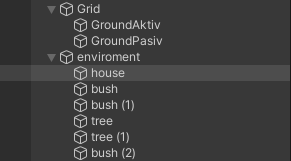 Grid
GroundAktiv
GroundPasiv
enviroment
house
bush
bush (1)
tree
tree (1)
bush (2)